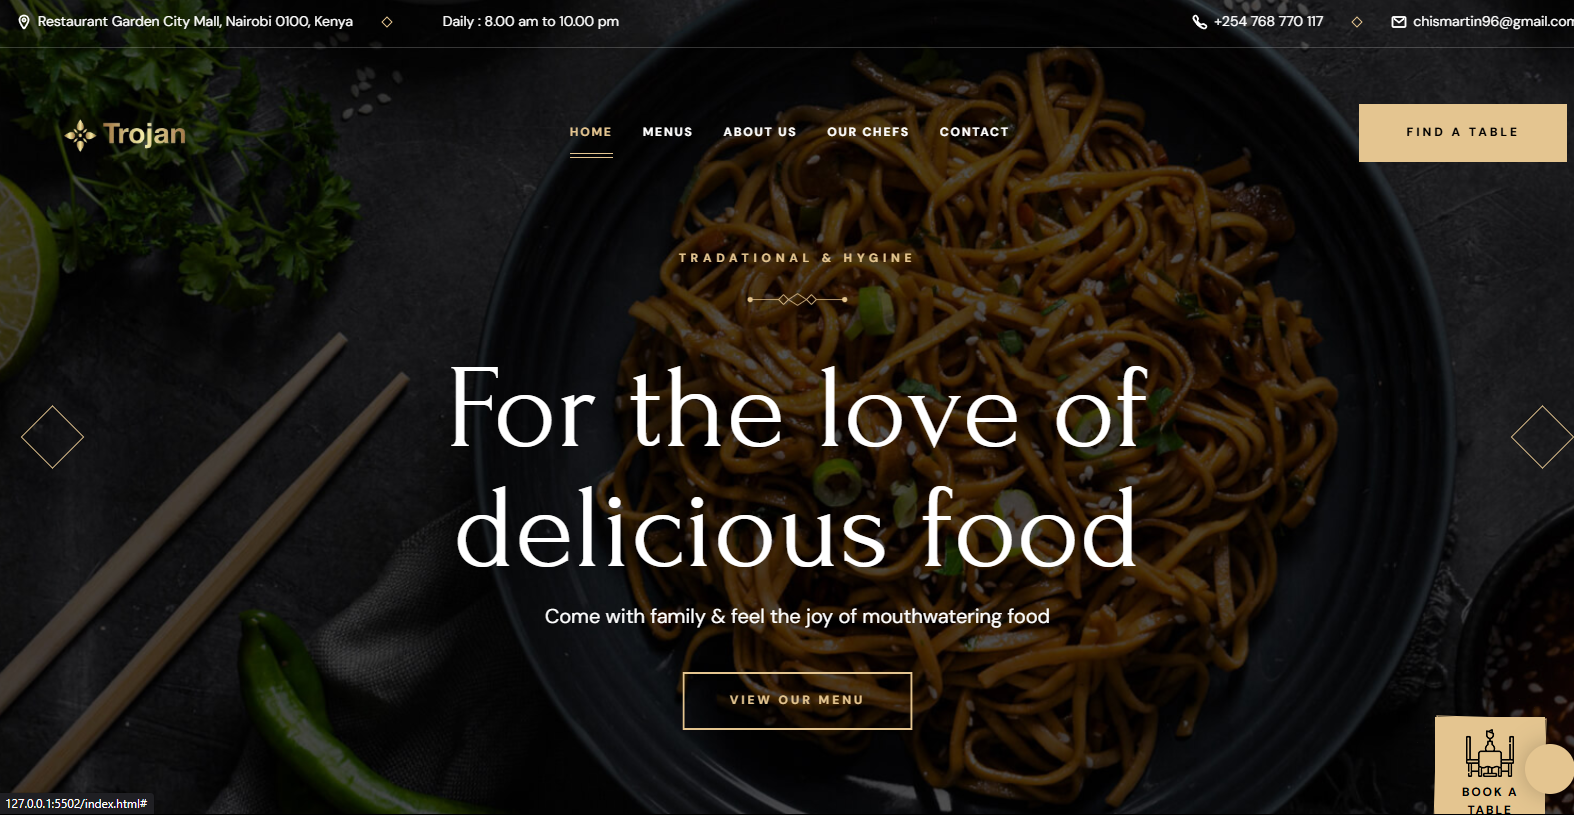 Restaurant Garden City Mall, Nairobi 0100, Kenya
Daily : 8.00 am to 10.00 pm
+254 768 770 117
chismartin96@gmail.com
Trojan
HOME
MENUS
ABOUT US
OUR CHEFS
CONTACT
FIND A TABLE
TRADATIONAL & HYGINE
For the love of
delicious food
Come with family & feel the joy of mouthwatering food
VIEW OUR MENU
BOOK A
TABLE
127.0.0.1:5502/index.html#